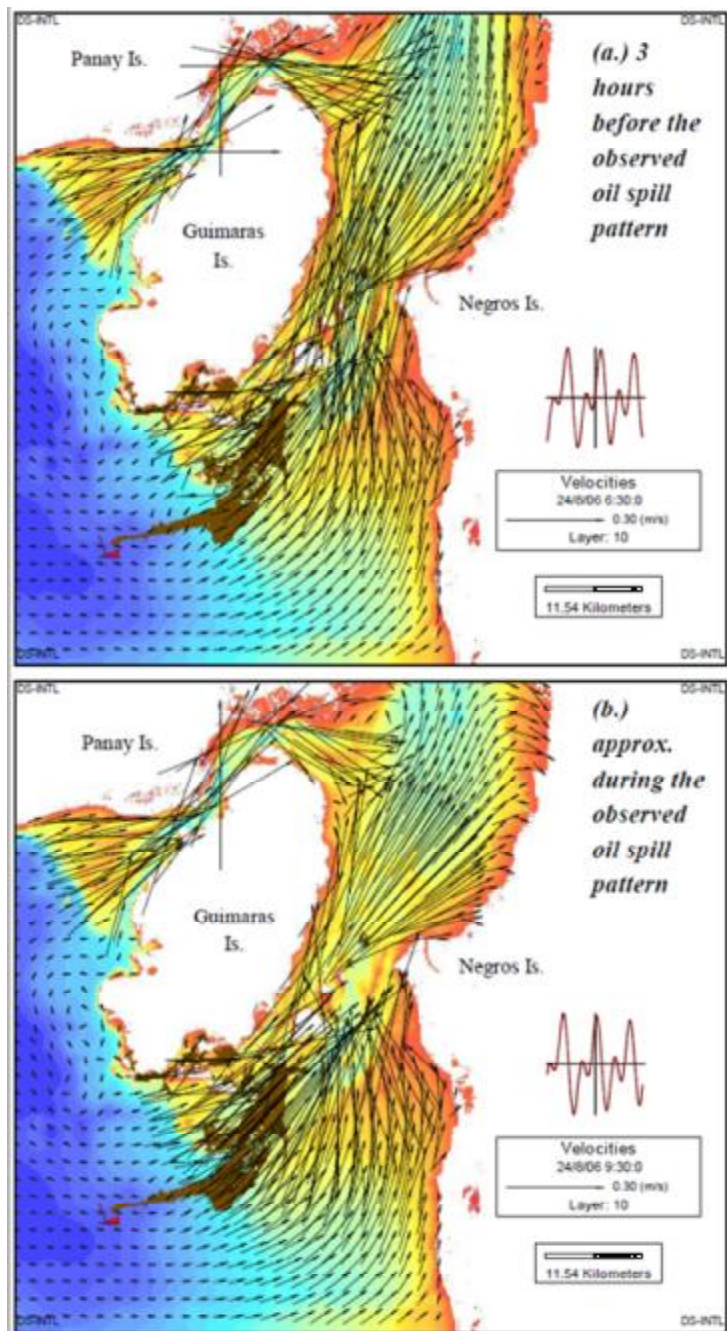 DS-INTL
DS-INTL
Panay Is.
(a.) 3
hours
before the
observed
oil spill
pattern
Guimaras
Is.
Negros Is.
Velocities
24/8/06 6:30:0
0.30 (m/s)
Layer: 10
11.54 Kilometers
DS-INTL
DS-INTL
DS-INTL
DS-INTL
Panay Is.
(b.)
approx.
during the
observed
oil spill
pattern
Guimaras
Is.
Negros Is.
Velocities
24/8/06 9:30:0
0.30 (m/s)
Layer: 10
11.54 Kilometers
DS-INTL
DS-INTL